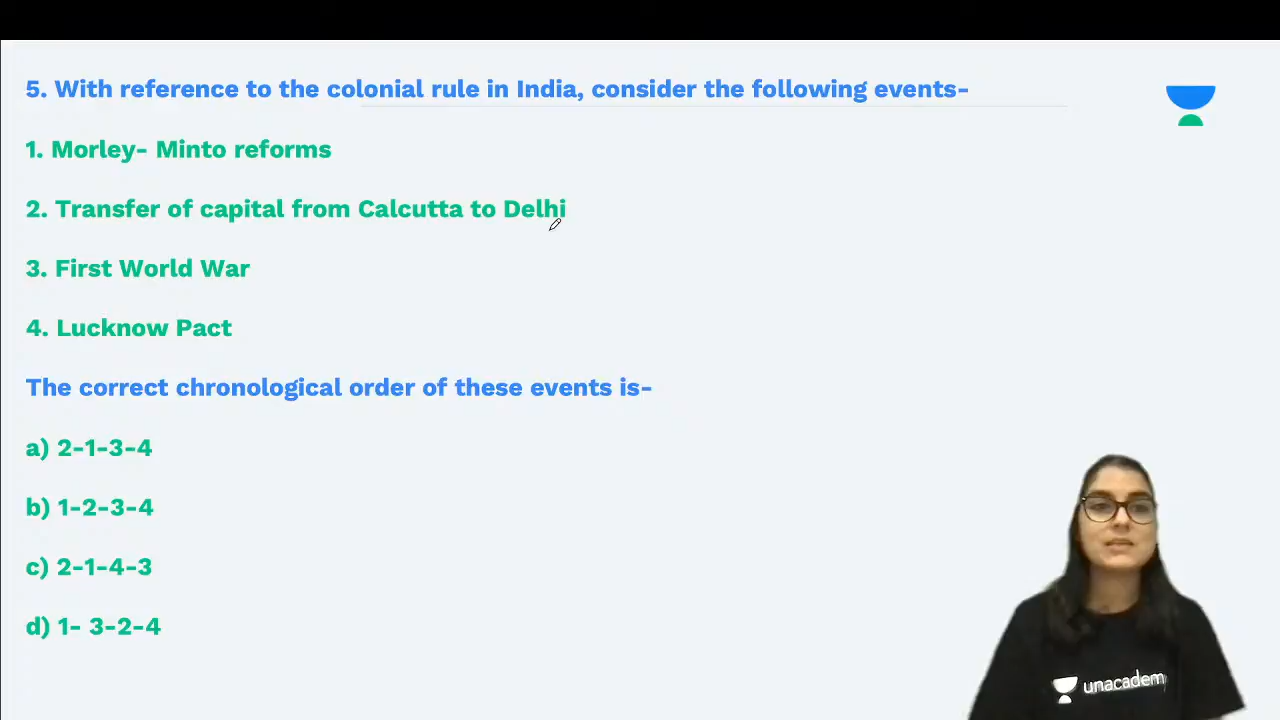 5. With reference to the colonial rule in India, consider the following events-
1. Morley- Minto reforms
2. Transfer of capital from Calcutta to Delhi
3. First World War
4. Lucknow Pact
The correct chronological order of these events is-
a) 2-1-3-4
b) 1-2-3-4
c) 2-1-4-3
d) 1- 3-2-4
unacadem